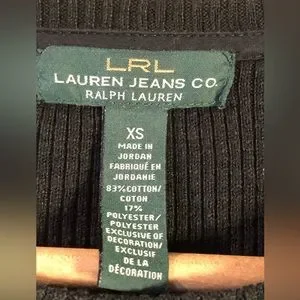 LRL
LAUREN JEANS CO.
RALPH LAUREN
XS
MADE IN
JORDAN
FABRIQUÉ EN
JORDANIE
83% COTTON/
COTON
17%
POLYESTER/
POLYESTER
EXCLUSIVE OF
DECORATION/
EXCLUSIF
DE LA
DÉCORATION